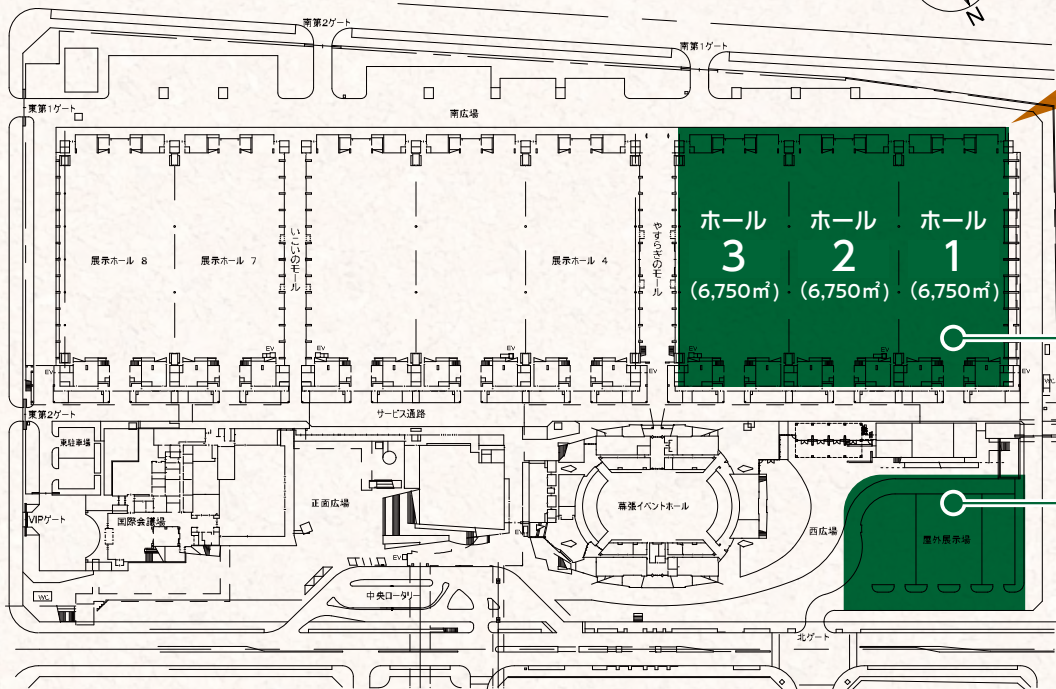 N
南第2ゲート
南第1ゲート
東第1ゲート
南広場
展示ホール 8
展示ホール 7
いこいのモール
展示ホール 4
やすらぎのモール
ホール
3
(6,750㎡)
ホール
2
(6,750㎡)
ホール
1
(6,750㎡)
EV
EV
EV
EV
EV
EV
EV
WC
東第2ゲート
サービス通路
東駐車場
VIPゲート
国際会議場
正面広場
幕張イベントホール
西広場
屋外展示場
EV
EV
WC
中央ロータリー
北ゲート